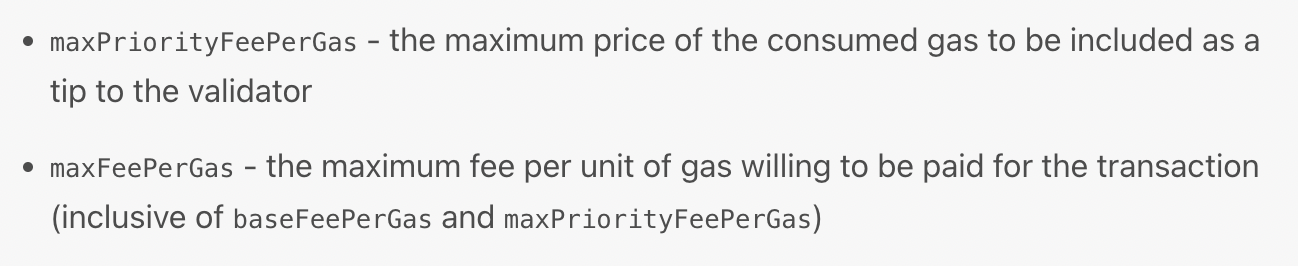 • maxPriorityFeePerGas – the maximum price of the consumed gas to be included as a
tip to the validator
• maxFeePerGas – the maximum fee per unit of gas willing to be paid for the transaction
(inclusive of baseFeePerGas and maxPriorityFeePerGas)